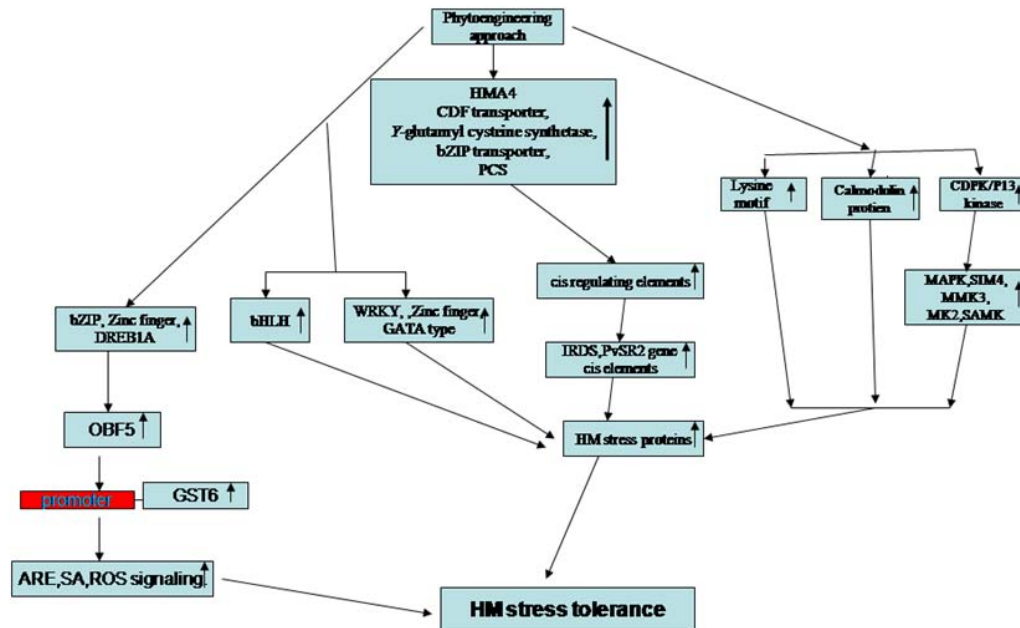 Phytoengineering
approach
HMA4
CDF transporter,
Y-glutamyl cysteine synthetase,
bZIP transporter,
PCS
Lysine
motif
Calmodulin
protien
CDPK/P13
kinase
cis regulating elements
MAPK,SIM4,
MMK3,
MK2,SAMK
bZIP, Zinc finger,
DREB1A
bHLH
WRKY, ,Zinc finger,
GATA type
IRDS,PvSR2 gene
cis elements
OBF5
HM stress proteins
promoter
GST6
ARE,SA,ROS signaling
HM stress tolerance